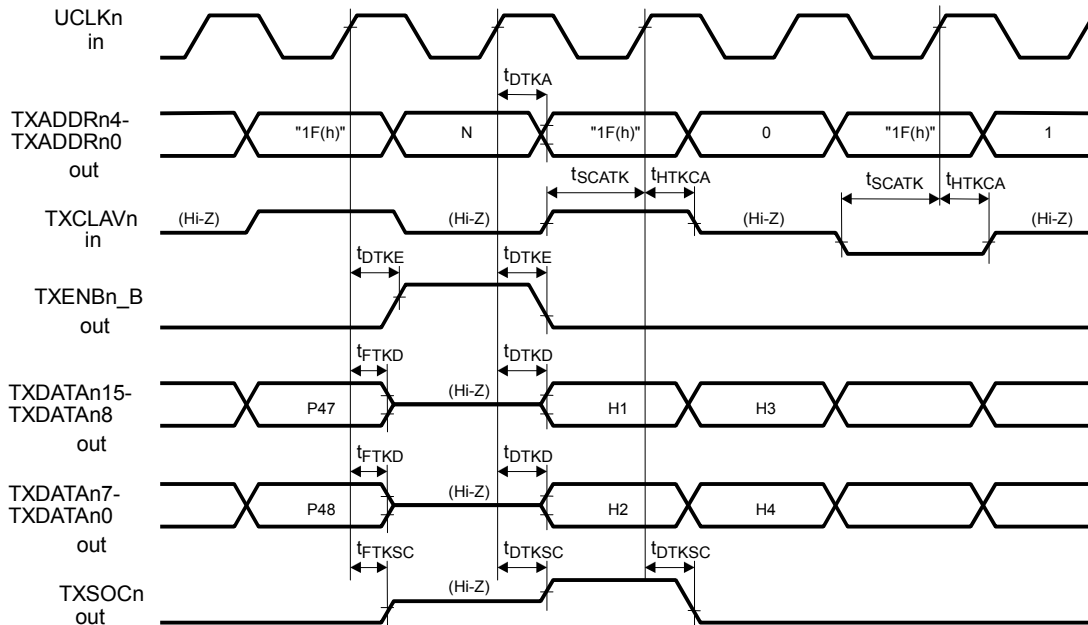 UCLKn
in
tDTKA
TXADDRn4-
TXADDRn0
out
"1F(h)"
N
"1F(h)"
0
"1F(h)"
1
tSCATK
tHTKCA
tSCATK
tHTKCA
TXCLAVn
in
(Hi-Z)
(Hi-Z)
(Hi-Z)
(Hi-Z)
tDTKE
tDTKE
TXENBn_B
out
tFTKD
tDTKD
TXDATAn15-
TXDATAn8
out
P47
(Hi-Z)
H1
H3
tFTKD
tDTKD
TXDATAn7-
TXDATAn0
out
P48
(Hi-Z)
H2
H4
tFTKSC
tDTKSC
tDTKSC
TXSOCn
out
(Hi-Z)